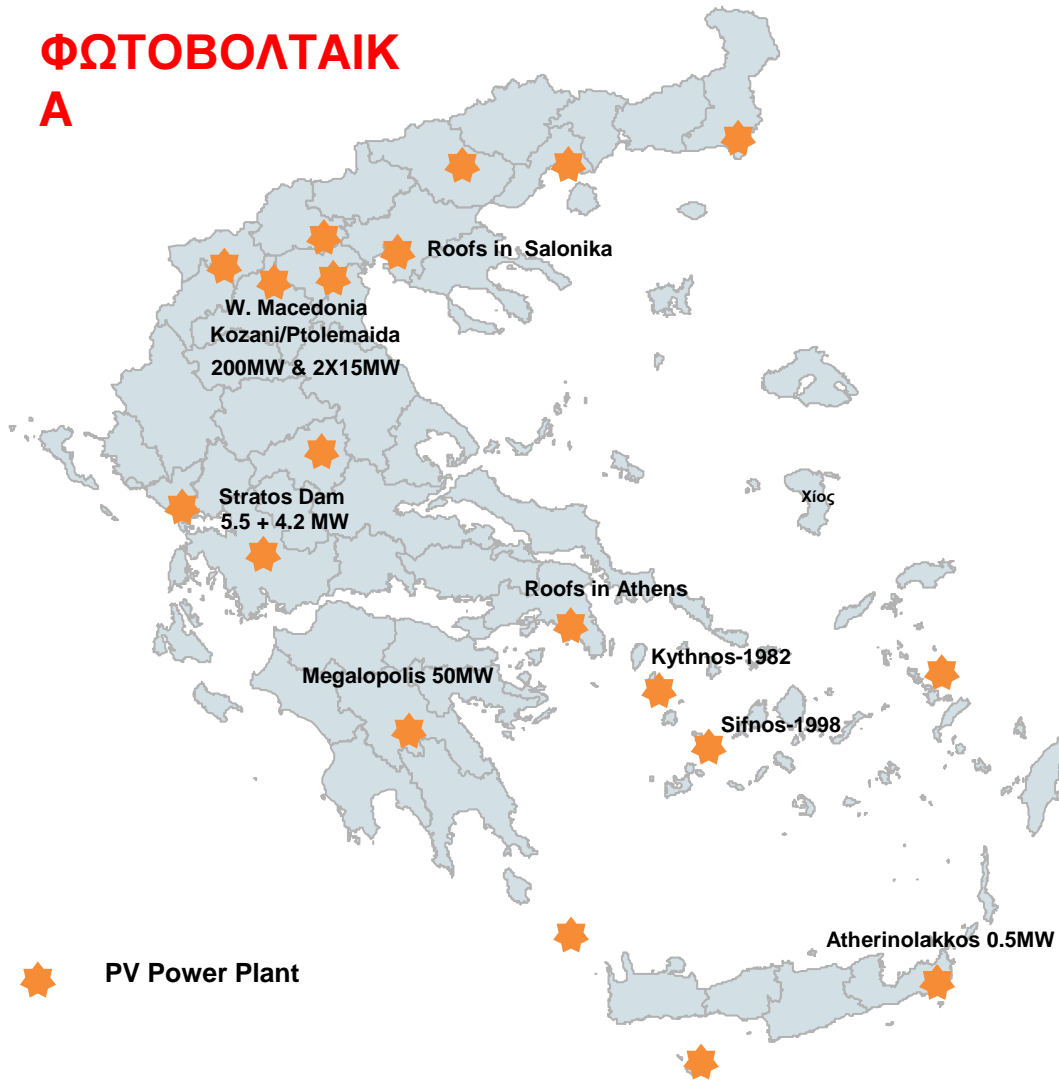 ΦΩΤΟΒΟΛΤΑΙΚ
Α
Roofs in Salonika
W. Macedonia
Kozani/Ptolemaida
200MW & 2X15MW
Χίος
Stratos Dam
5.5 + 4.2 MW
Roofs in Athens
Kythnos-1982
Megalopolis 50MW
Sifnos-1998
Atherinolakkos 0.5MW
PV Power Plant